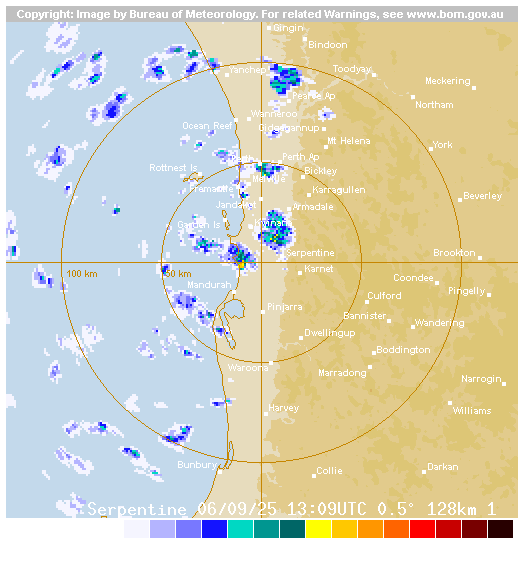 Copyright: Image by Bureau of Meteorology. For related Warnings, see www.bom.gov.au
Gingin
Bindoon
Yanchep
Toodyay
Meckering
Pearce Ap
Northam
Wanneroo
Ocean Reef
Gidgegannup
Mt Helena
York
Perth Ap
Rottnest Is
Bickley
Melville
Fremantle
Karragullen
Beverley
Jandakot
Armadale
Garden Is
Serpentine
Brookton
100 km
50 km
Karnet
Coondee
Mandurah
Culford
Pingelly
Pinjarra
Bannister
Wandering
Dwellingup
Boddington
Waroona
Marradong
Narrogin
Harvey
Williams
Bunbury
Collie
Darkan
Serpentine 06/09/25 13:09UTC 0.5° 128km 1